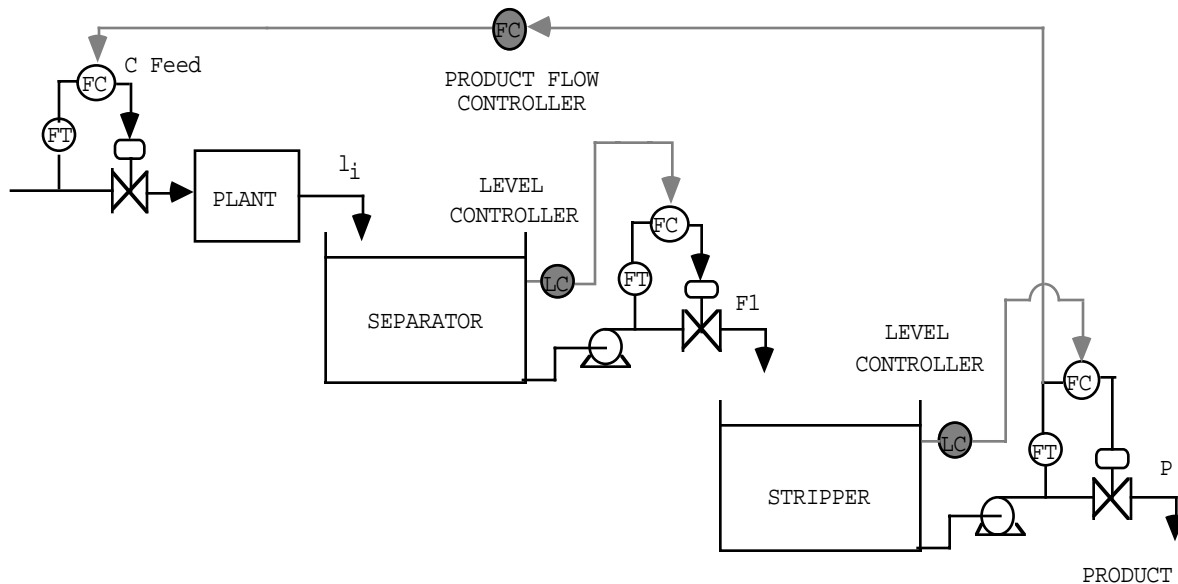 FC
C Feed
FC
PRODUCT FLOW
CONTROLLER
FT
PLANT
li
LEVEL
CONTROLLER
FC
LC
FT
SEPARATOR
F1
LEVEL
CONTROLLER
FC
LC
FT
STRIPPER
P
PRODUCT